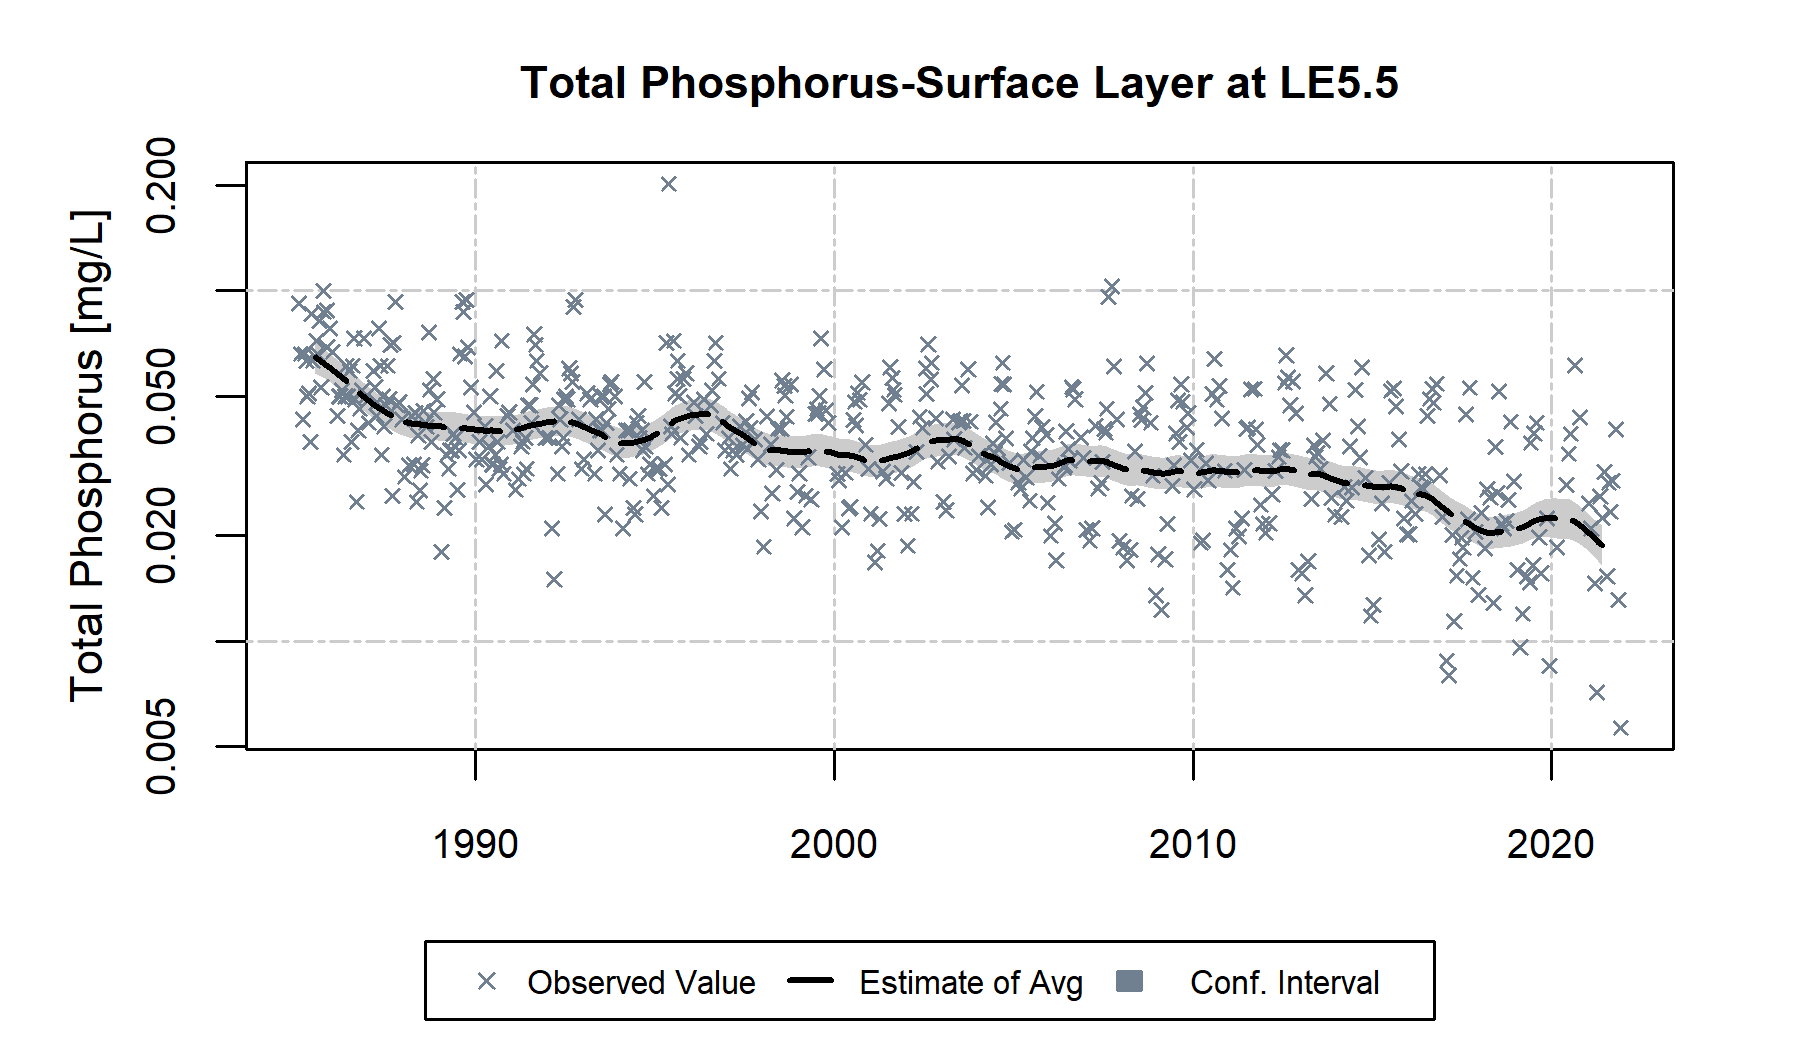 Total Phosphorus-Surface Layer at LE5.5
Total Phosphorus [mg/L]
0.200
0.050
0.020
0.005
1990 2000 2010 2020
Observed Value Estimate of Avg Conf. Interval